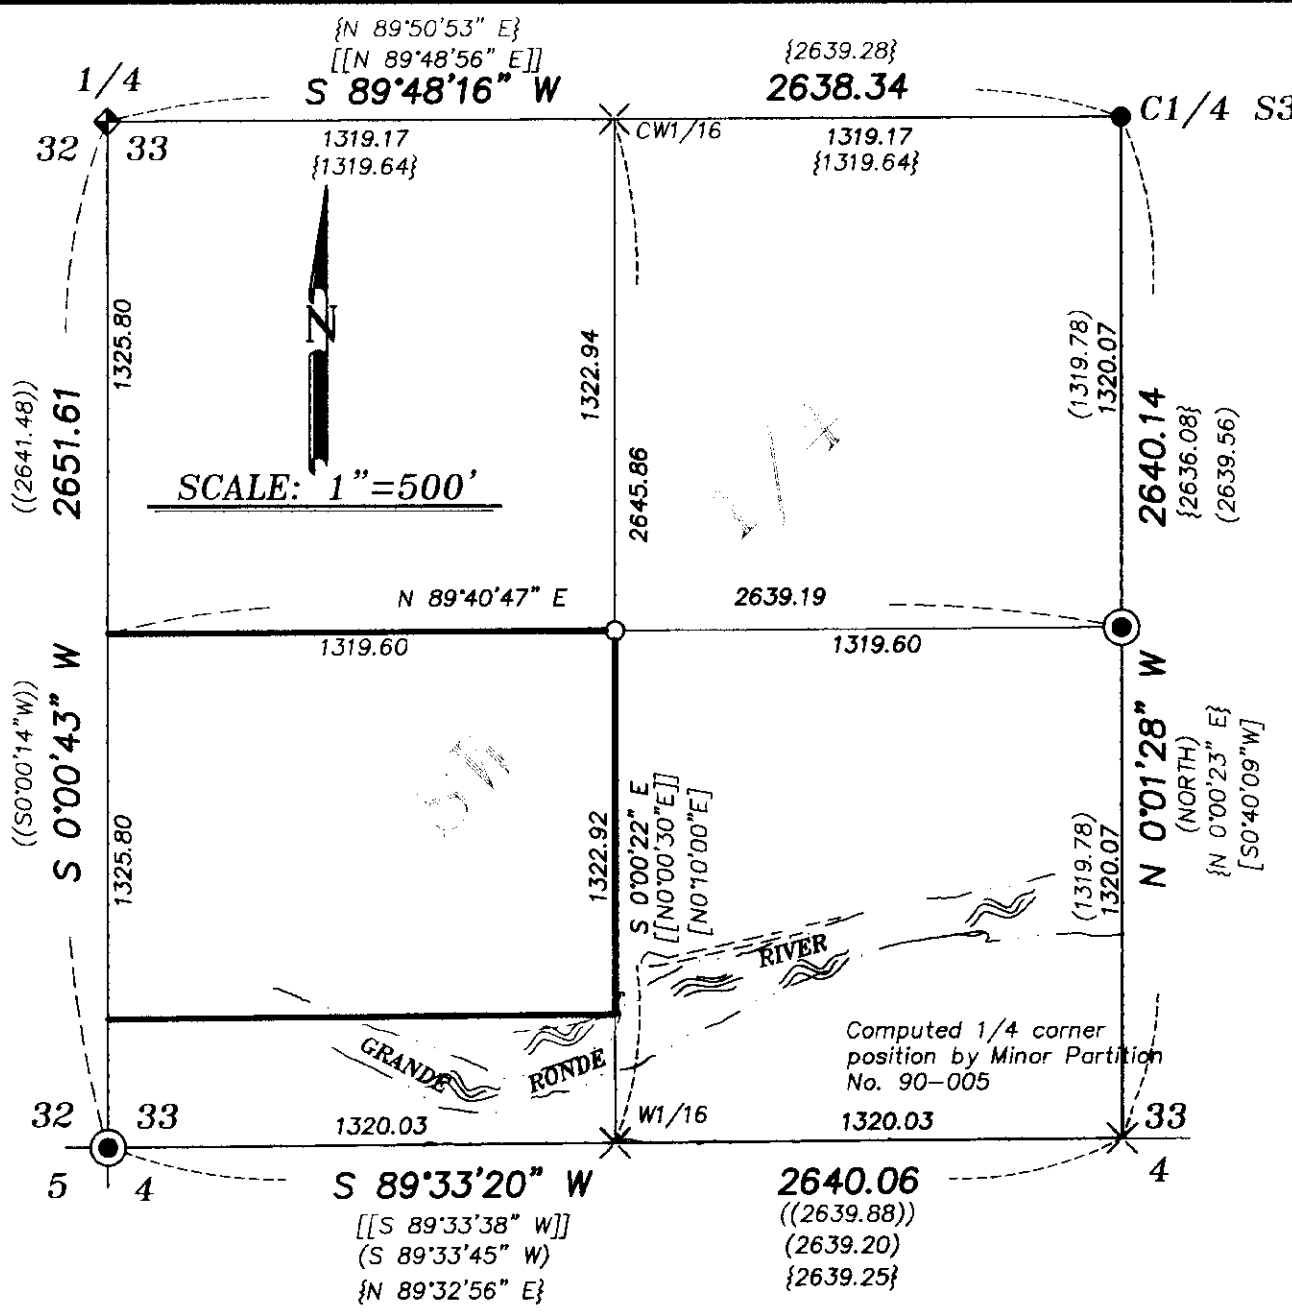 {N 89°50'53" E}
[[N 89°48'56" E]]
S 89°48'16" W
{2639.28}
2638.34
1/4
C1/4 S3
32 33
1319.17
{1319.64}
CW1/16
1319.17
{1319.64}
N
1325.80
1322.94
(1319.78)
1320.07
((2641.48))
2651.61
2645.86
2640.14
{2636.08}
(2639.56)
1/4
SCALE: 1"=500'
N 89°40'47" E
2639.19
1319.60
1319.60
((S0°00'14"W))
S 0°00'43" W
1325.80
SW
1322.92
S 0°00'22" E
[[N0°00'30"E]]
[N0°10'00"E]
(1319.78)
1320.07
N 0°01'28" W
(NORTH)
{N 0°00'23" E}
[S0°40'09"W]
GRANDE
RONDE
RIVER
Computed 1/4 corner
position by Minor Partition
No. 90-005
32 33
1320.03
W1/16
1320.03
33
5 4
S 89°33'20" W
2640.06
4
[[S 89°33'38" W]]
(S 89°33'45" W)
{N 89°32'56" E}
((2639.88))
(2639.20)
{2639.25}